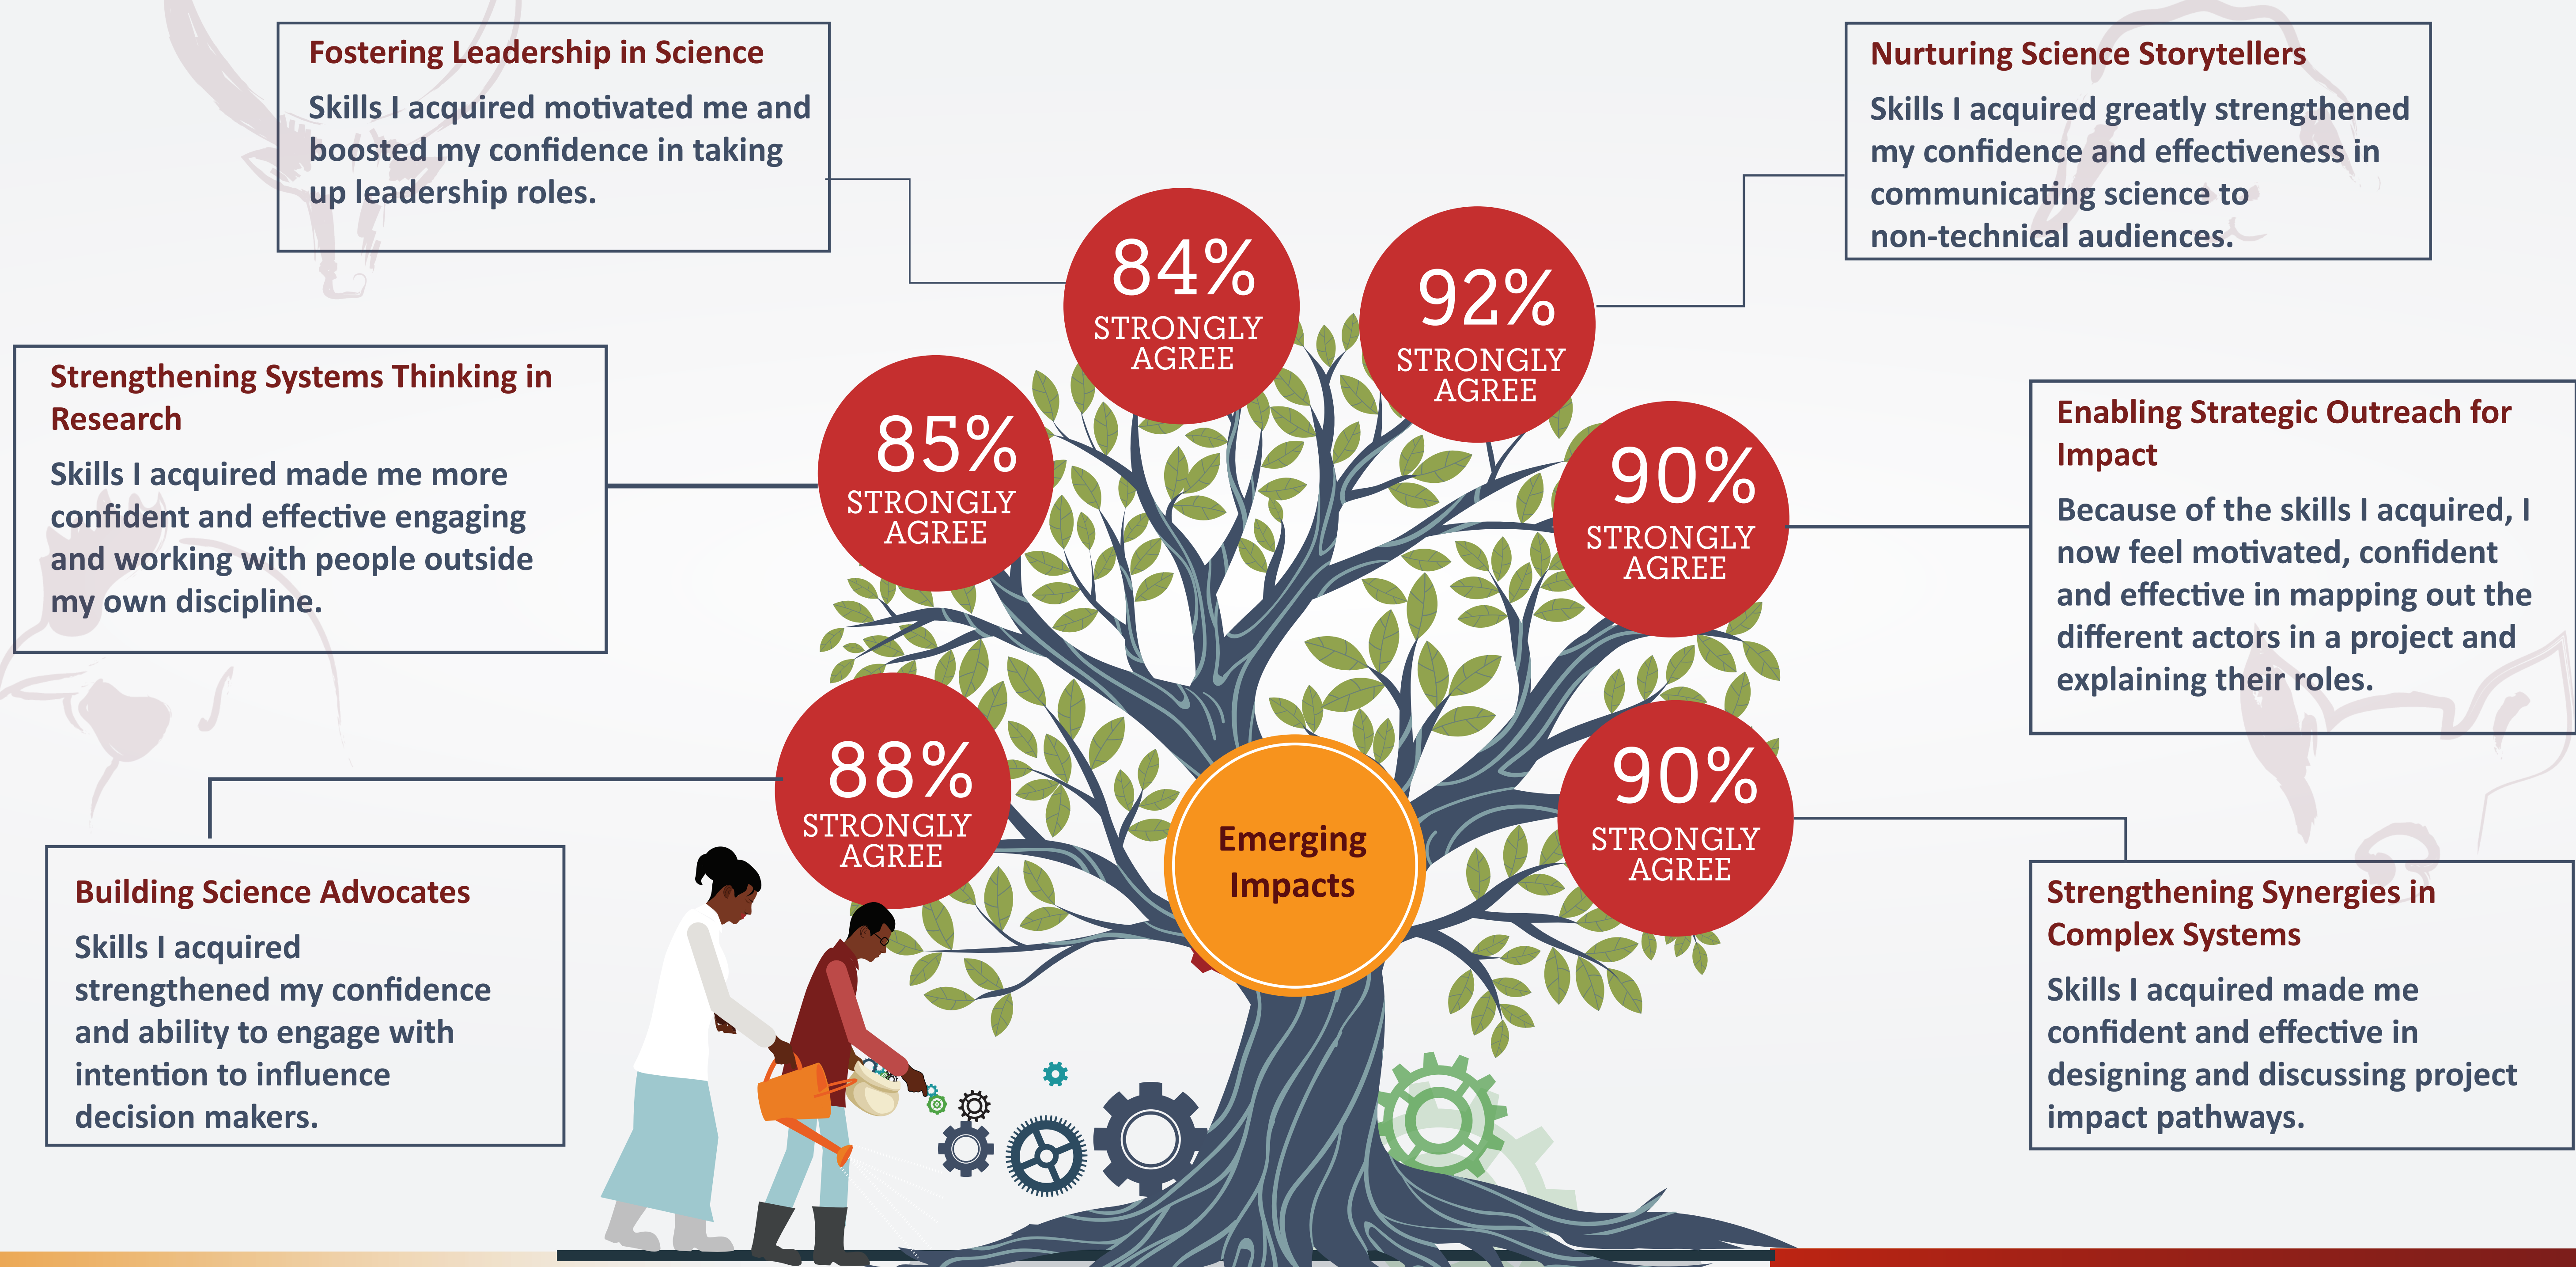 Fostering Leadership in Science
Skills I acquired motivated me and
boosted my confidence in taking
up leadership roles.
84%
STRONGLY
AGREE
Nurturing Science Storytellers
Skills I acquired greatly strengthened
my confidence and effectiveness in
communicating science to
non-technical audiences.
92%
STRONGLY
AGREE
Strengthening Systems Thinking in
Research
Skills I acquired made me more
confident and effective engaging
and working with people outside
my own discipline.
85%
STRONGLY
AGREE
Enabling Strategic Outreach for
Impact
Because of the skills I acquired, I
now feel motivated, confident
and effective in mapping out the
different actors in a project and
explaining their roles.
90%
STRONGLY
AGREE
Building Science Advocates
Skills I acquired
strengthened my confidence
and ability to engage with
intention to influence
decision makers.
88%
STRONGLY
AGREE
Emerging
Impacts
90%
STRONGLY
AGREE
Strengthening Synergies in
Complex Systems
Skills I acquired made me
confident and effective in
designing and discussing project
impact pathways.